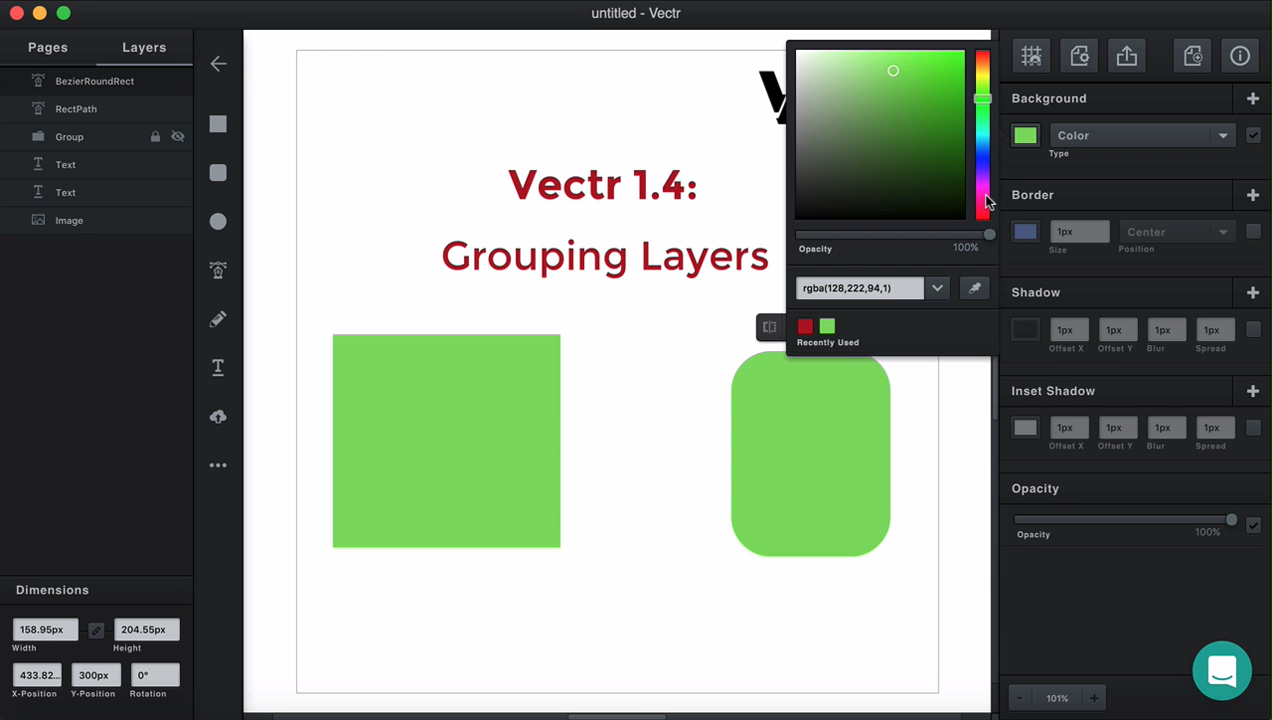 untitled - Vectr
Pages Layers
BezierRoundRect
RectPath
Group
Text
Text
Image
Dimensions
158.95px 204.55px
Width Height
433.82... 300px 0°
X-Position Y-Position Rotation
Vectr 1.4:
Grouping Layers
Opacity 100%
rgba(128,222,94,1)
Recently Used
Background
Color
Type
Border
1px Center
Size Position
Shadow
1px 1px 1px 1px
Offset X Offset Y Blur Spread
Inset Shadow
1px 1px 1px 1px
Offset X Offset Y Blur Spread
Opacity
Opacity 100%
- 101% +